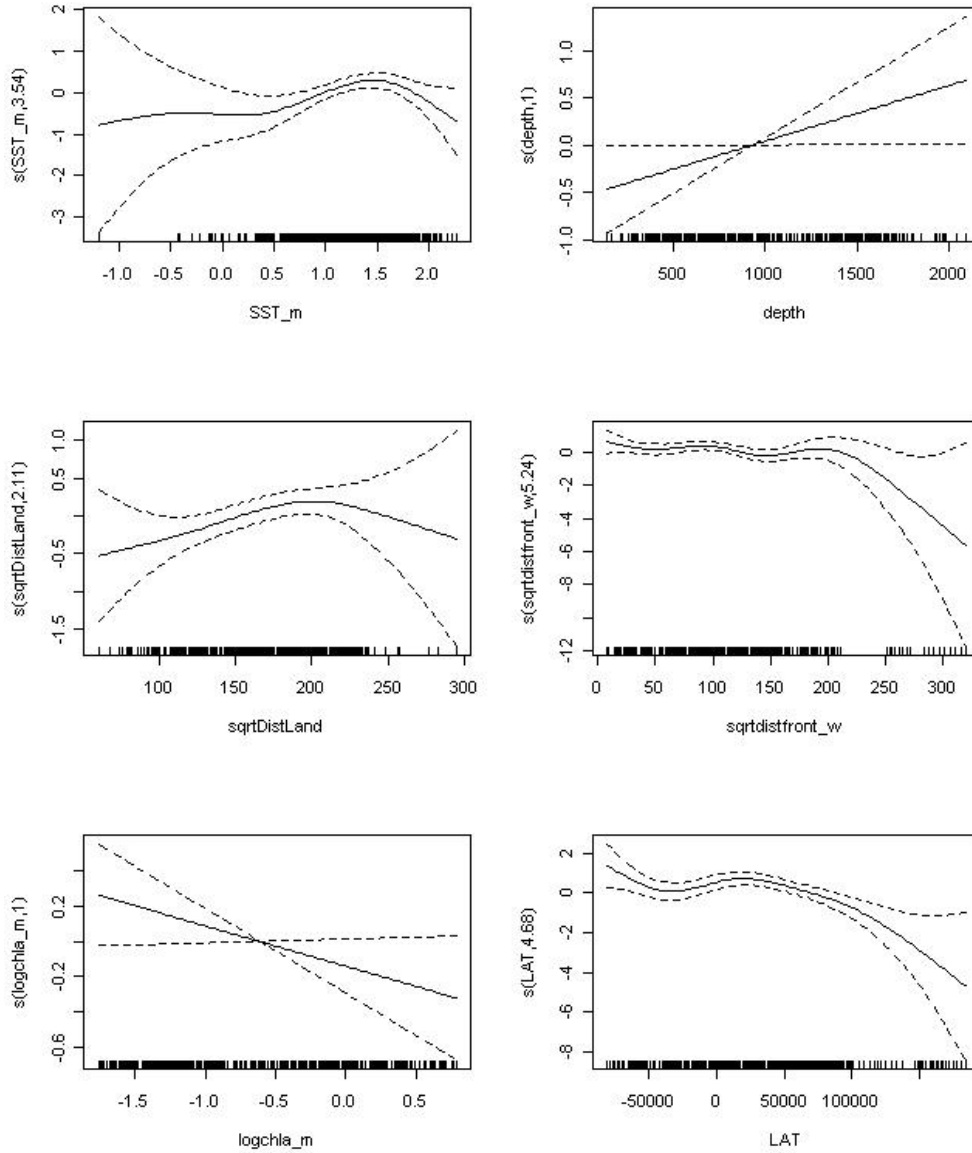 s(SST_m,3.54)
2
1
0
-1
-2
-3
-1.0 -0.5 0.0 0.5 1.0 1.5 2.0
SST_m
s(depth,1)
1.0
0.5
0.0
-0.5
-1.0
500 1000 1500 2000
depth
s(sqrtDistLand,2.11)
1.0
0.5
-0.5
-1.5
100 150 200 250 300
sqrtDistLand
s(sqrtdistfront_w,5.24)
0
-2
-4
-6
-8
-12
0 50 100 150 200 250 300
sqrtdistfront_w
s(logchla_m,1)
0.2
-0.2
-0.6
-1.5 -1.0 -0.5 0.0 0.5
logchla_m
s(LAT,4.68)
2
0
-2
-4
-6
-8
-50000 0 50000 100000
LAT